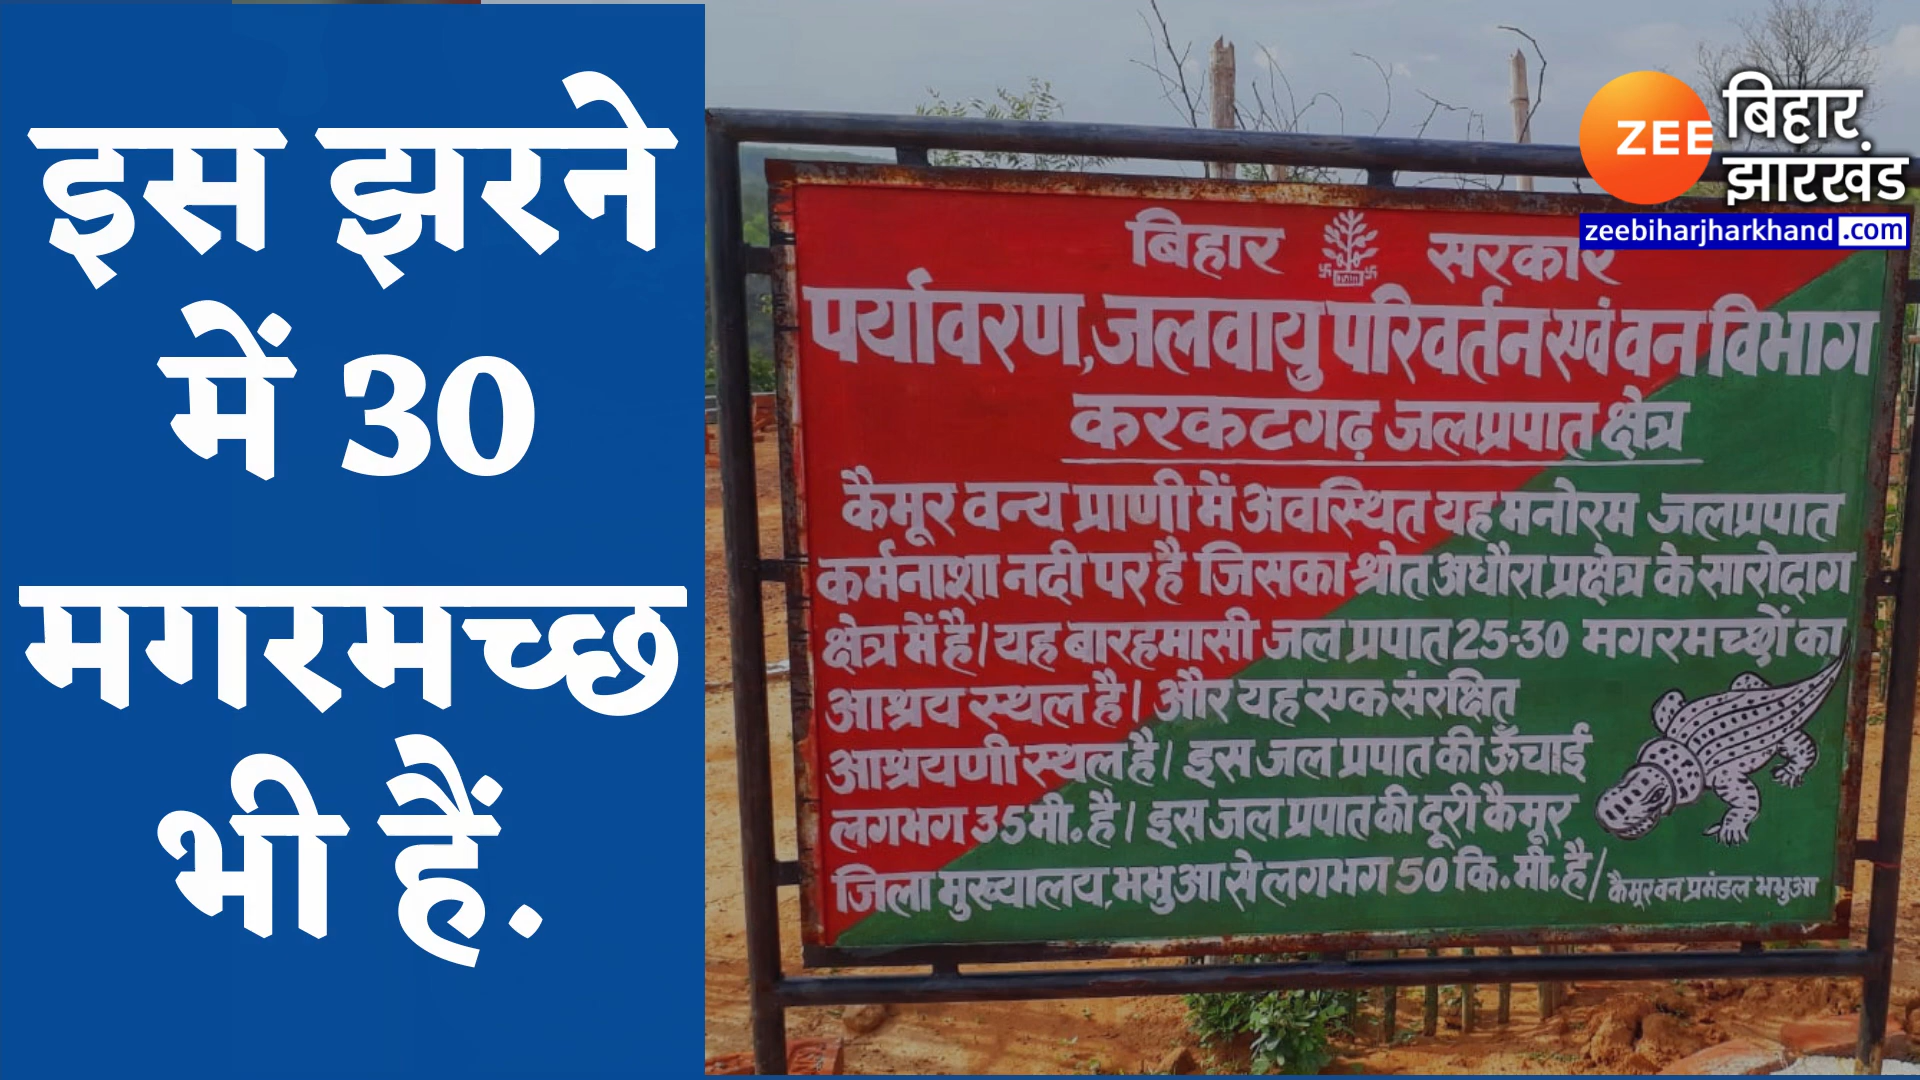 इस झरने
में 30
मगरमच्छ
भी हैं.
ZEE
बिहार
झारखंड
zeebiharjharkhand.com
बिहार सरकार
पर्यावरण,जलवायु परिवर्तन एवं वन विभाग
करकटगढ़ जलप्रपात क्षेत्र
कैमूर वन्य प्राणी में अवस्थित यह मनोरम जलप्रपात
कर्मनाशा नदी पर है जिसका श्रोत अधौरा प्रक्षेत्र के सारोदाग
क्षेत्र में है। यह बारहमासी जल प्रपात 25-30 मगरमच्छों का
आश्रय स्थल है। और यह एक संरक्षित
आश्रयणी स्थल है। इस जल प्रपात की ऊँचाई
लगभग 35मी॰ है। इस जल प्रपात की दूरी कैमूर
जिला मुख्यालय,भभुआ से लगभग 50 कि॰ मी॰ है।
कैमूर वन प्रमंडल भभुआ